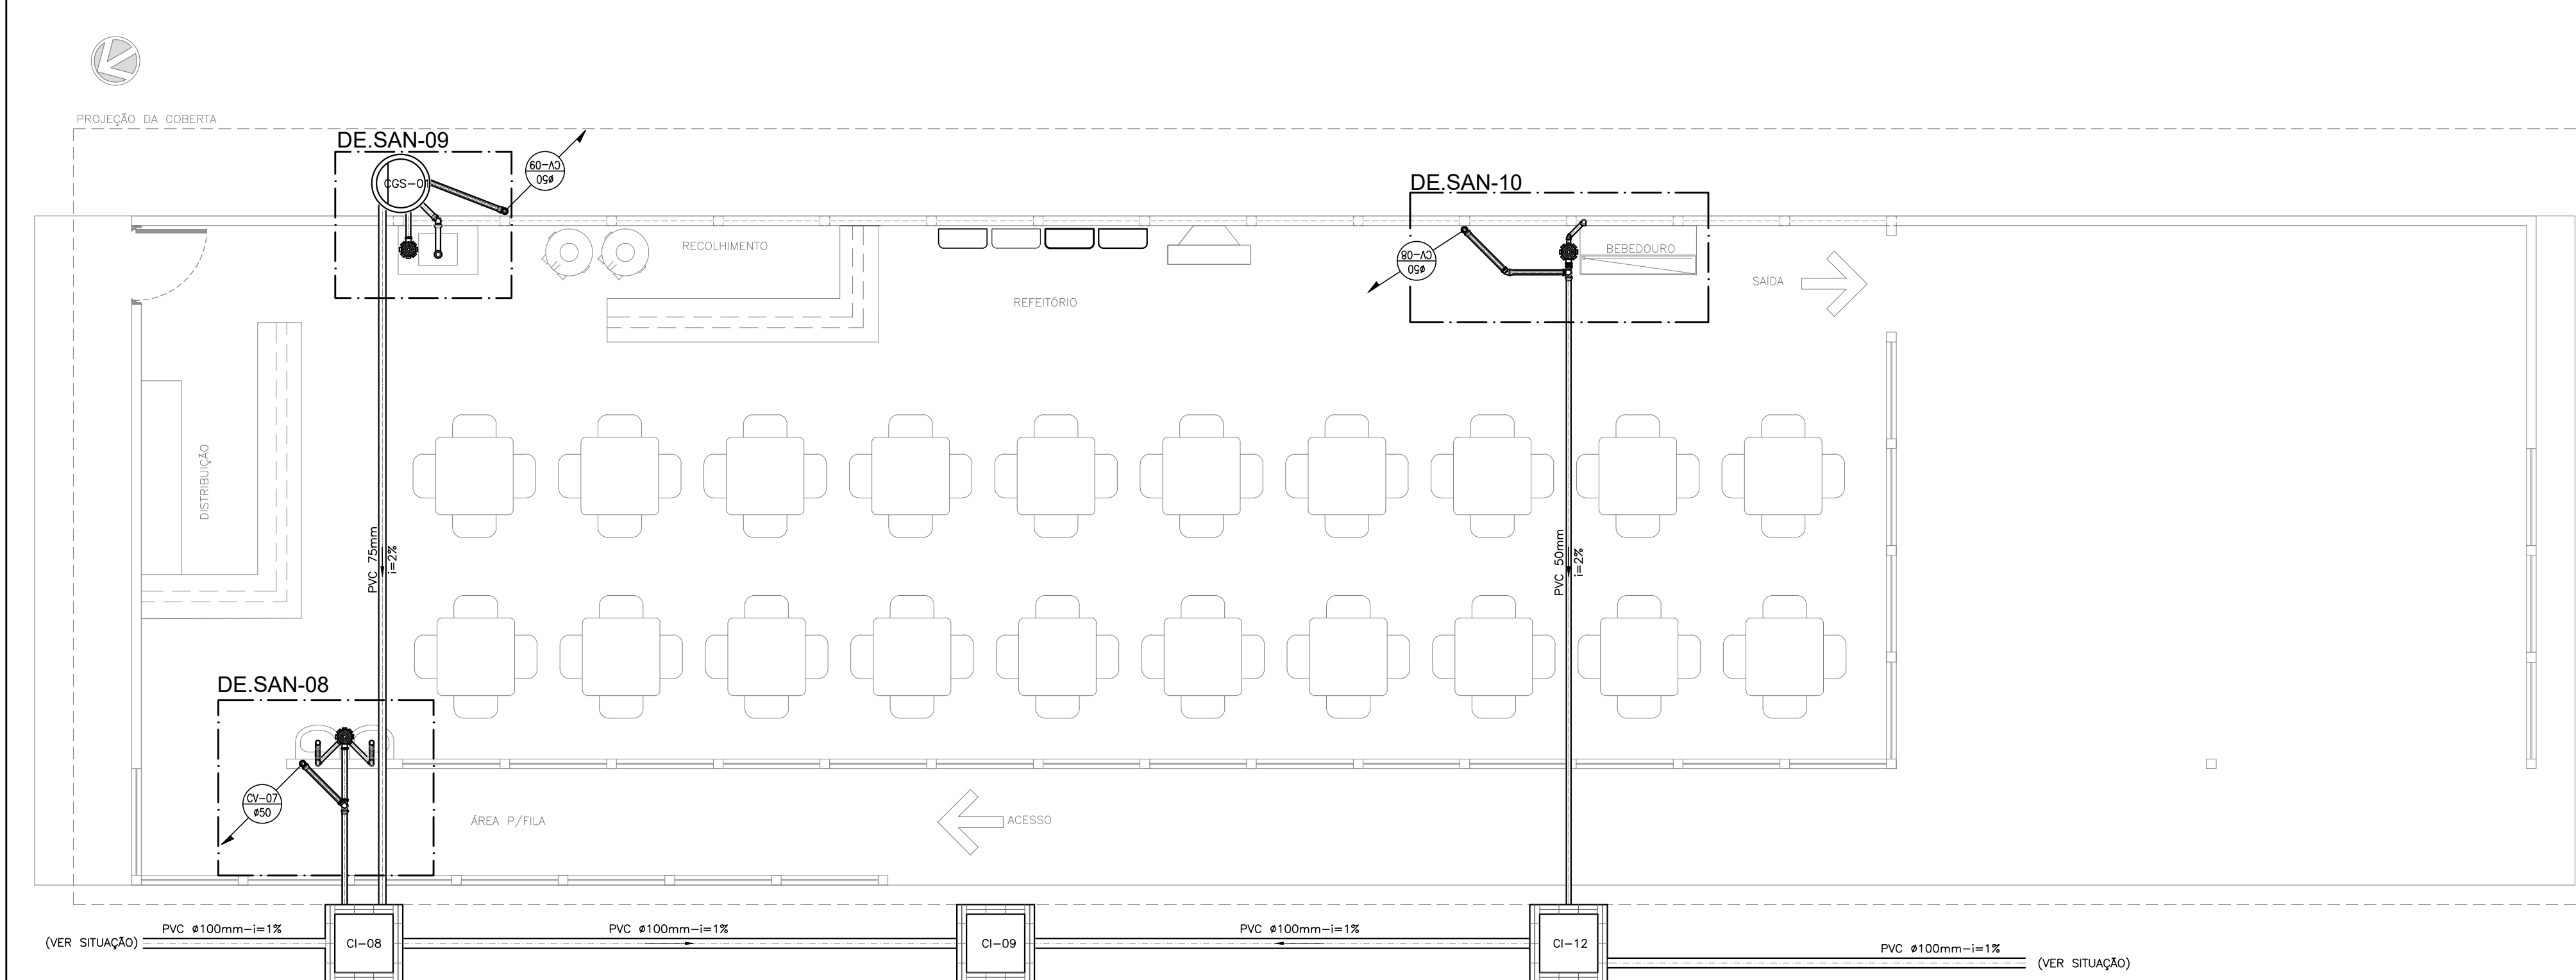 PROJEÇÃO DA COBERTA
DE.SAN-09
CGS-01
CV-09
ø50
DE.SAN-10
CV-08
ø50
BEBEDOURO
RECOLHIMENTO
REFEITÓRIO
SAÍDA
DISTRIBUIÇÃO
PVC 75mm
i=2%
PVC 50mm
i=2%
DE.SAN-08
CV-07
ø50
ÁREA P/FILA
ACESSO
(VER SITUAÇÃO)
PVC ø100mm-i=1%
CI-08
PVC ø100mm-i=1%
CI-09
PVC ø100mm-i=1%
CI-12
PVC ø100mm-i=1%
(VER SITUAÇÃO)